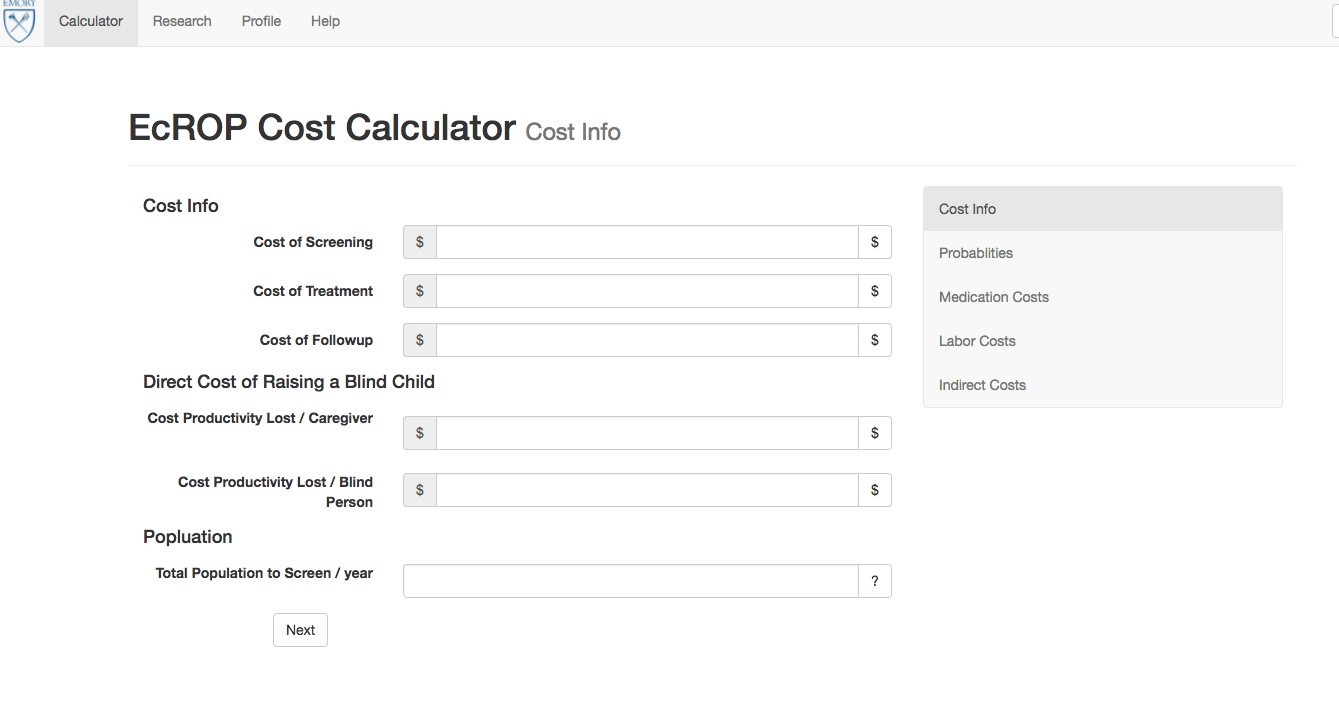 EMORY
Calculator Research Profile Help
EcROP Cost Calculator Cost Info
Cost Info
Cost of Screening $ $
Cost of Treatment $ $
Cost of Followup $ $
Direct Cost of Raising a Blind Child
Cost Productivity Lost / Caregiver $ $
Cost Productivity Lost / Blind
Person $ $
Popluation
Total Population to Screen / year ?
Next
Cost Info
Probablities
Medication Costs
Labor Costs
Indirect Costs